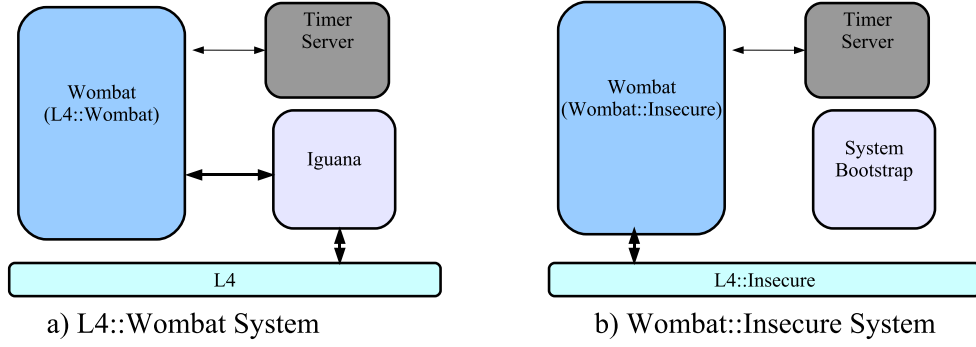 Timer
Server
Wombat
(L4::Wombat)
Iguana
L4
a) L4::Wombat System
Timer
Server
Wombat
(Wombat::Insecure)
System
Bootstrap
L4::Insecure
b) Wombat::Insecure System